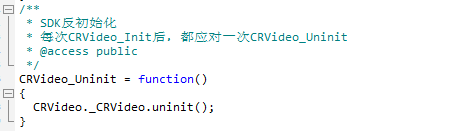 /**
* SDK反初始化
* 每次CRVideo_Init后，都应对一次CRVideo_Uninit
* @access public
*/
CRVideo_Uninit = function()
{
CRVideo._CRVideo.uninit();
}